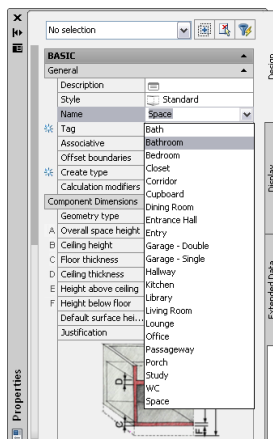 No selection
Design
BASIC
General
Description
Style Standard
Name Space
Tag
Bath
Associative
Bathroom
Offset boundaries
Bedroom
Create type
Closet
Calculation modifiers
Corridor
Component Dimensions
Cupboard
Display
Geometry type
Dining Room
A Overall space height
Entrance Hall
B Ceiling height
Entry
C Floor thickness
Garage - Double
D Ceiling thickness
Garage - Single
E Height above ceiling
Hallway
F Height below floor
Kitchen
Default surface hei...
Library
Justification
Living Room
Extended Data
Lounge
Office
Passageway
Porch
Study
WC
Space
D
C
F
Properties